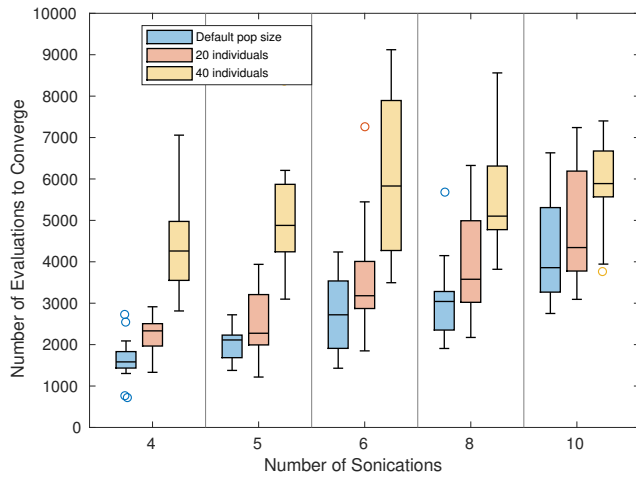 10000
9000
8000
7000
6000
5000
4000
3000
2000
1000
0
Number of Evaluations to Converge
Default pop size
20 individuals
40 individuals
4 5 6 8 10
Number of Sonications